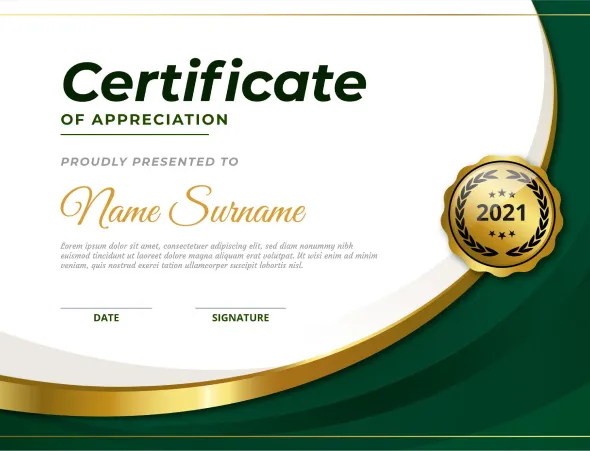 Certificate
OF APPRECIATION
PROUDLY PRESENTED TO
Name Surname
2021
Lorem ipsum dolor sit amet, consectetuer adipiscing elit, sed diam nonummy nibh
euismod tincidunt ut laoreet dolore magna aliquam erat volutpat. Ut wisi enim ad minim
veniam, quis nostrud exerci tation ullamcorper suscipit lobortis nisl.
DATE
SIGNATURE